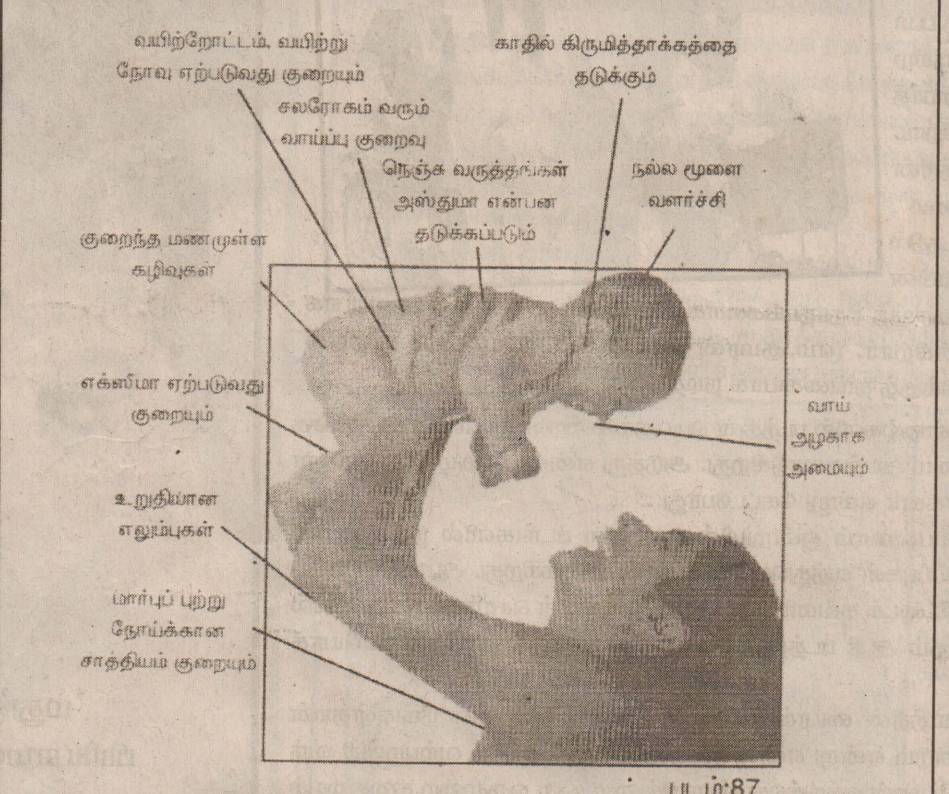 வயிற்றோட்டம், வயிற்று
நோவு ஏற்படுவது குறையும்
சலரோகம் வரும்
வாய்ப்பு குறைவு
நெஞ்சு வருத்தங்கள்
அஸ்துமா என்பன
தடுக்கப்படும்
காதில் கிருமித்தாக்கத்தை
தடுக்கும்
நல்ல மூளை
வளர்ச்சி
குறைந்த மணமுள்ள
கழிவுகள்
எக்ஸீமா ஏற்படுவது
குறையும்
உறுதியான
எலும்புகள்
மார்புப் புற்று
நோய்க்கான
சாத்தியம் குறையும்
வாய்
அழகாக
அமையும்
படம்:87